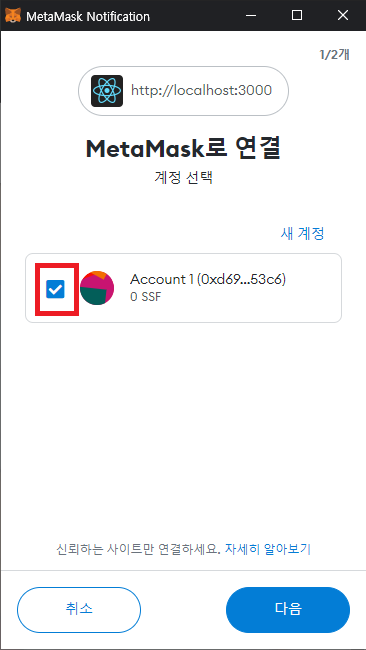 MetaMask Notification
1/2개
http://localhost:3000
MetaMask로 연결
계정 선택
새 계정
Account 1 (0xd69...53c6)
0 SSF
신뢰하는 사이트만 연결하세요. 자세히 알아보기
취소
다음